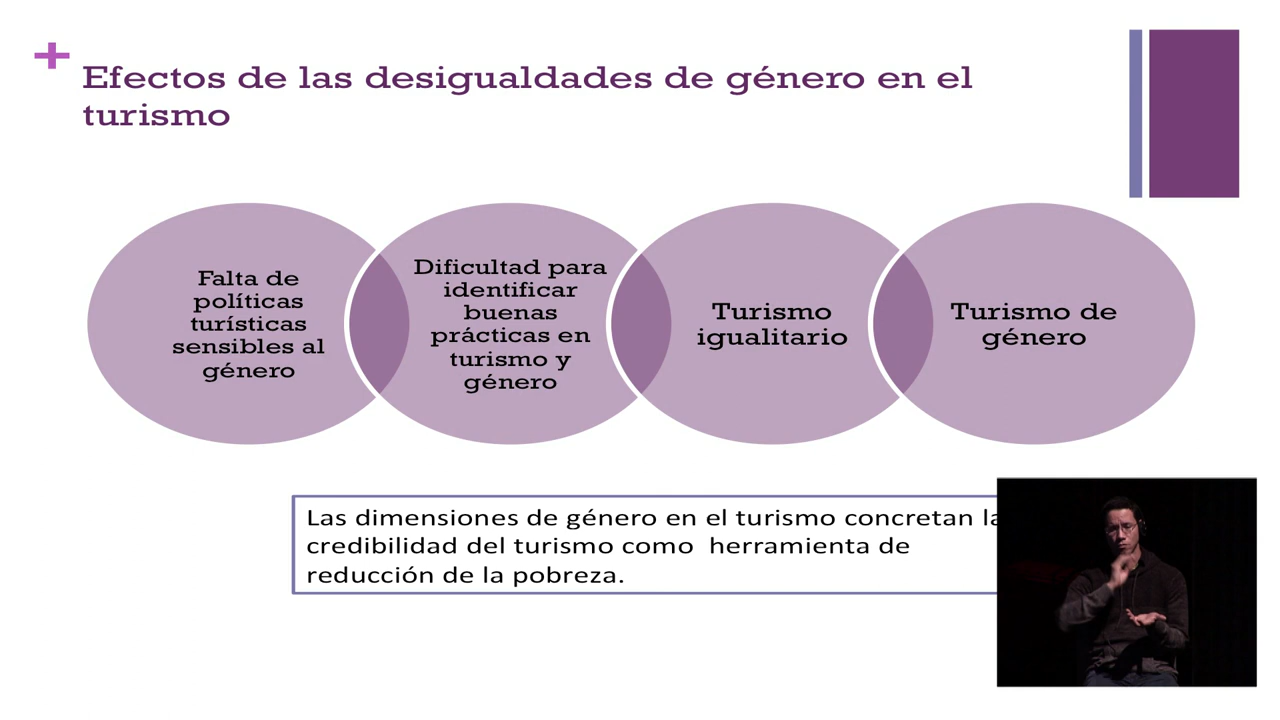 +
Efectos de las desigualdades de género en el
turismo
Falta de
políticas
turísticas
sensibles al
género
Dificultad para
identificar
buenas
prácticas en
turismo y
género
Turismo
igualitario
Turismo de
género
Las dimensiones de género en el turismo concretan la
credibilidad del turismo como herramienta de
reducción de la pobreza.